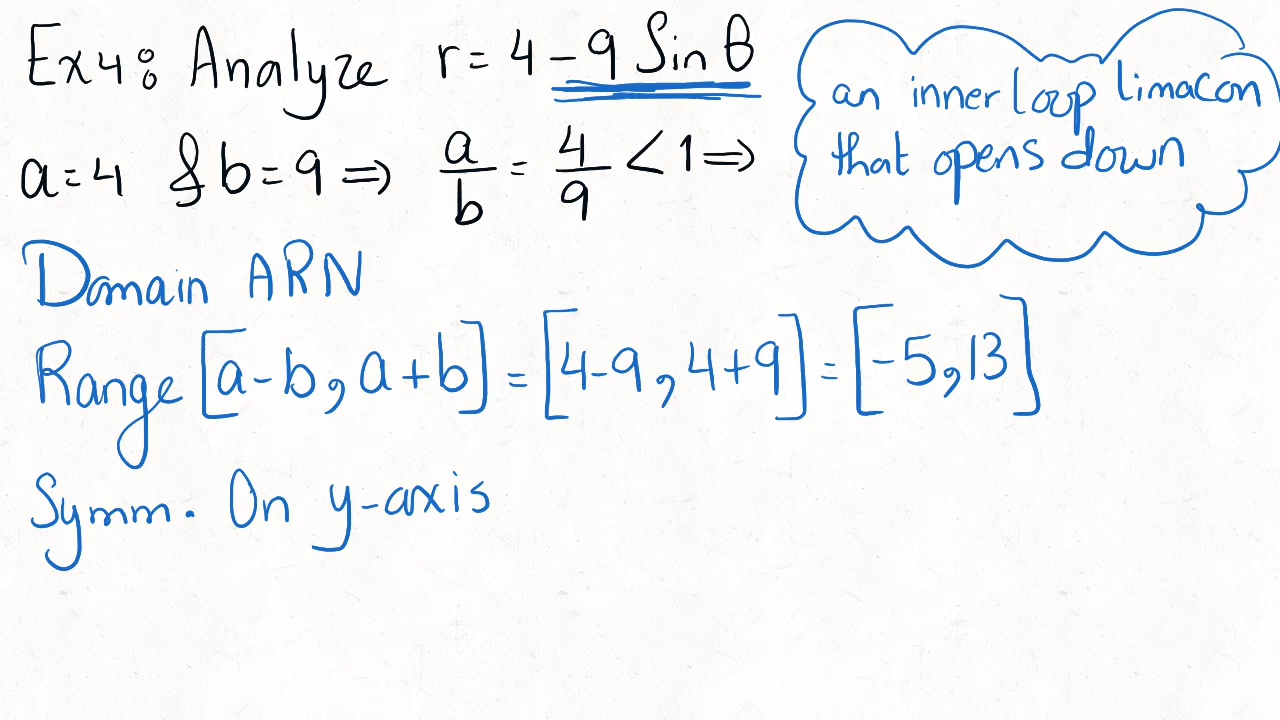 Ex4: Analyze r = 4 - 9 Sin θ
a = 4 & b = 9 ⇒ a/b = 4/9 < 1 ⇒
an inner loop limacon
that opens down
Domain ARN
Range [a-b, a+b] = [4-9, 4+9] = [-5, 13]
Symm. On y-axis